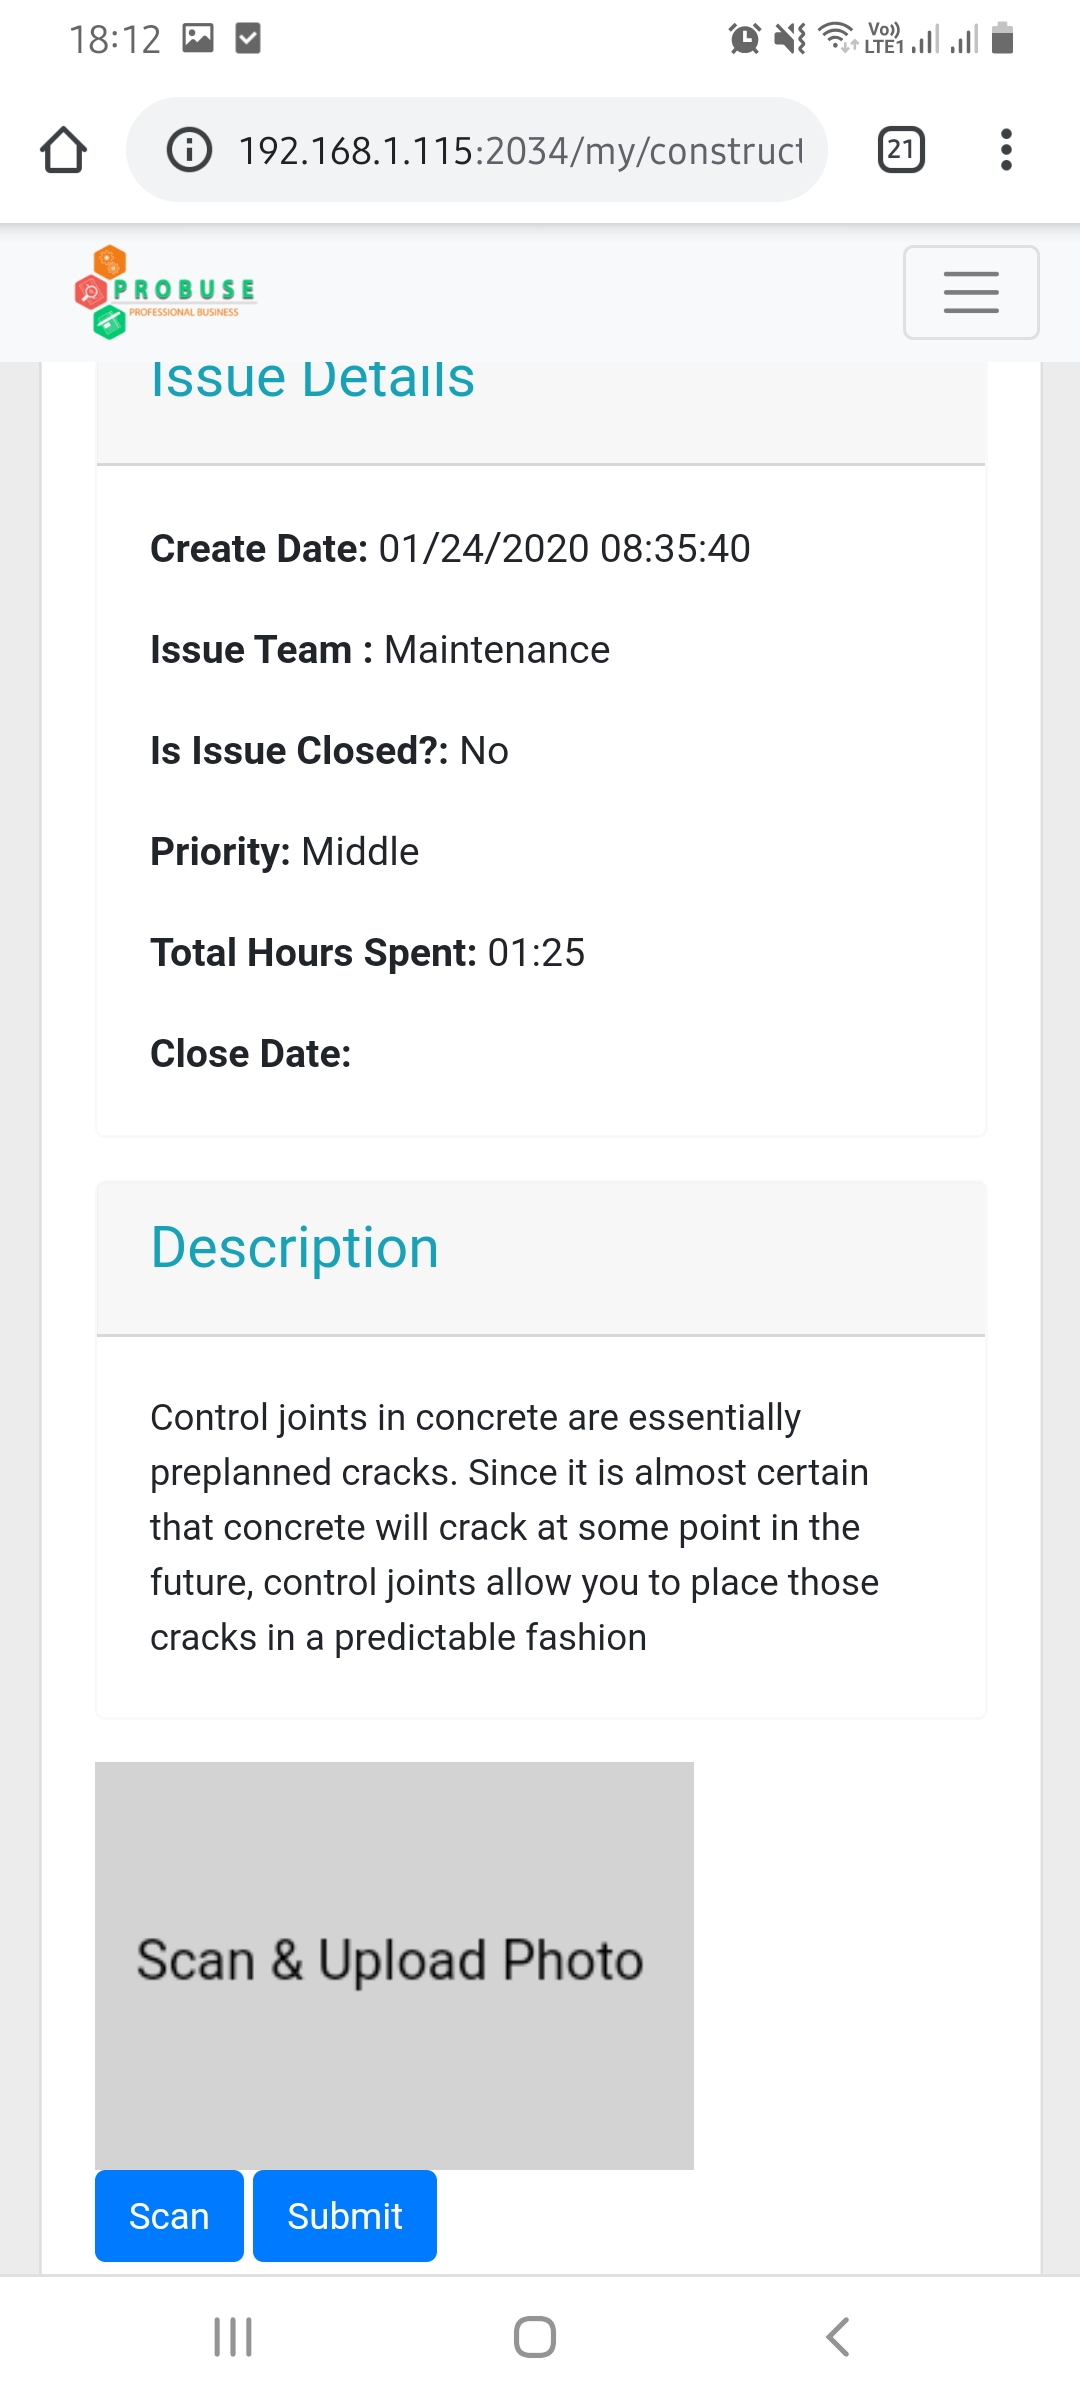 18:12
Vo))
LTE1
192.168.1.115:2034/my/construct
21
PROBUSE
PROFESSIONAL BUSINESS
Issue Details
Create Date: 01/24/2020 08:35:40
Issue Team : Maintenance
Is Issue Closed?: No
Priority: Middle
Total Hours Spent: 01:25
Close Date:
Description
Control joints in concrete are essentially
preplanned cracks. Since it is almost certain
that concrete will crack at some point in the
future, control joints allow you to place those
cracks in a predictable fashion
Scan & Upload Photo
Scan Submit